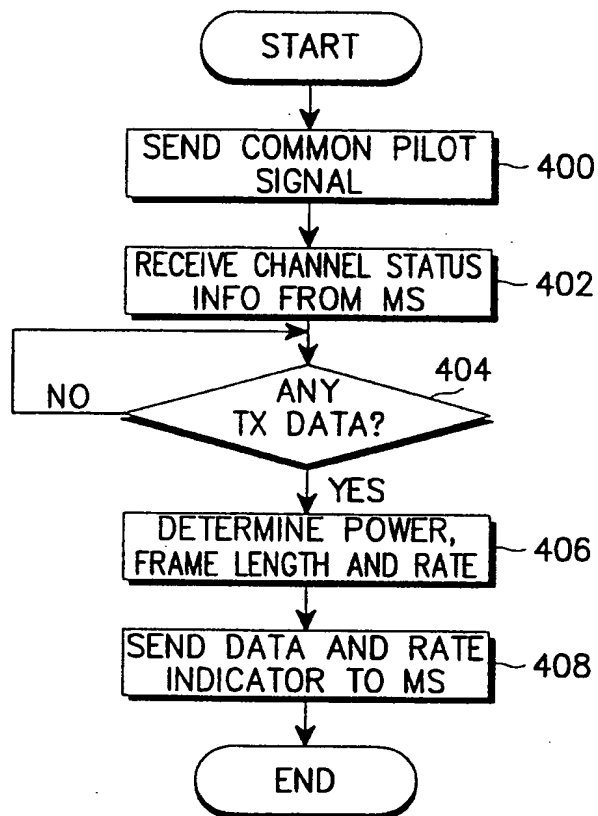 START
SEND COMMON PILOT
SIGNAL
400
RECEIVE CHANNEL STATUS
INFO FROM MS
402
404
ANY
TX DATA?
NO
YES
DETERMINE POWER,
FRAME LENGTH AND RATE
406
SEND DATA AND RATE
INDICATOR TO MS
408
END